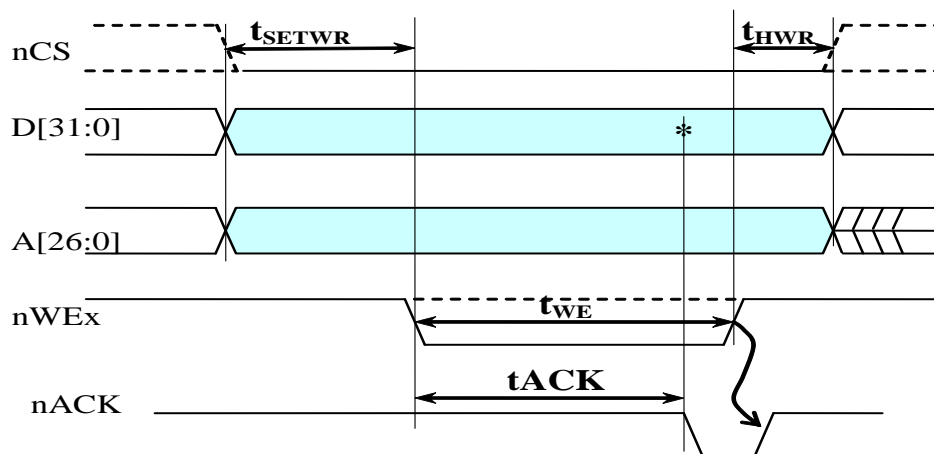 tSETWR
tHWR
nCS
D[31:0]
*
A[26:0]
nWEx
tWE
tACK
nACK